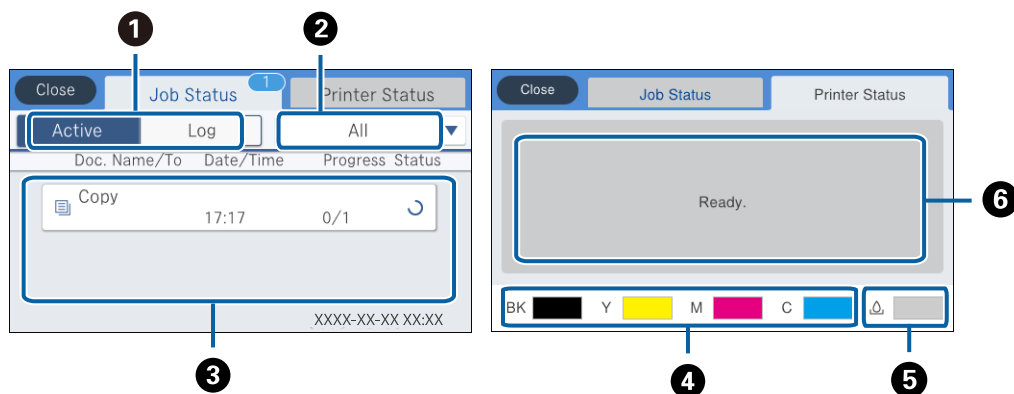 1 2
Close Job Status 1 Printer Status
Active Log All
Doc. Name/To Date/Time Progress Status
Copy
17:17 0/1
XXXX-XX-XX XX:XX
3
Close Job Status Printer Status
Ready.
6
BK Y M C
4 5